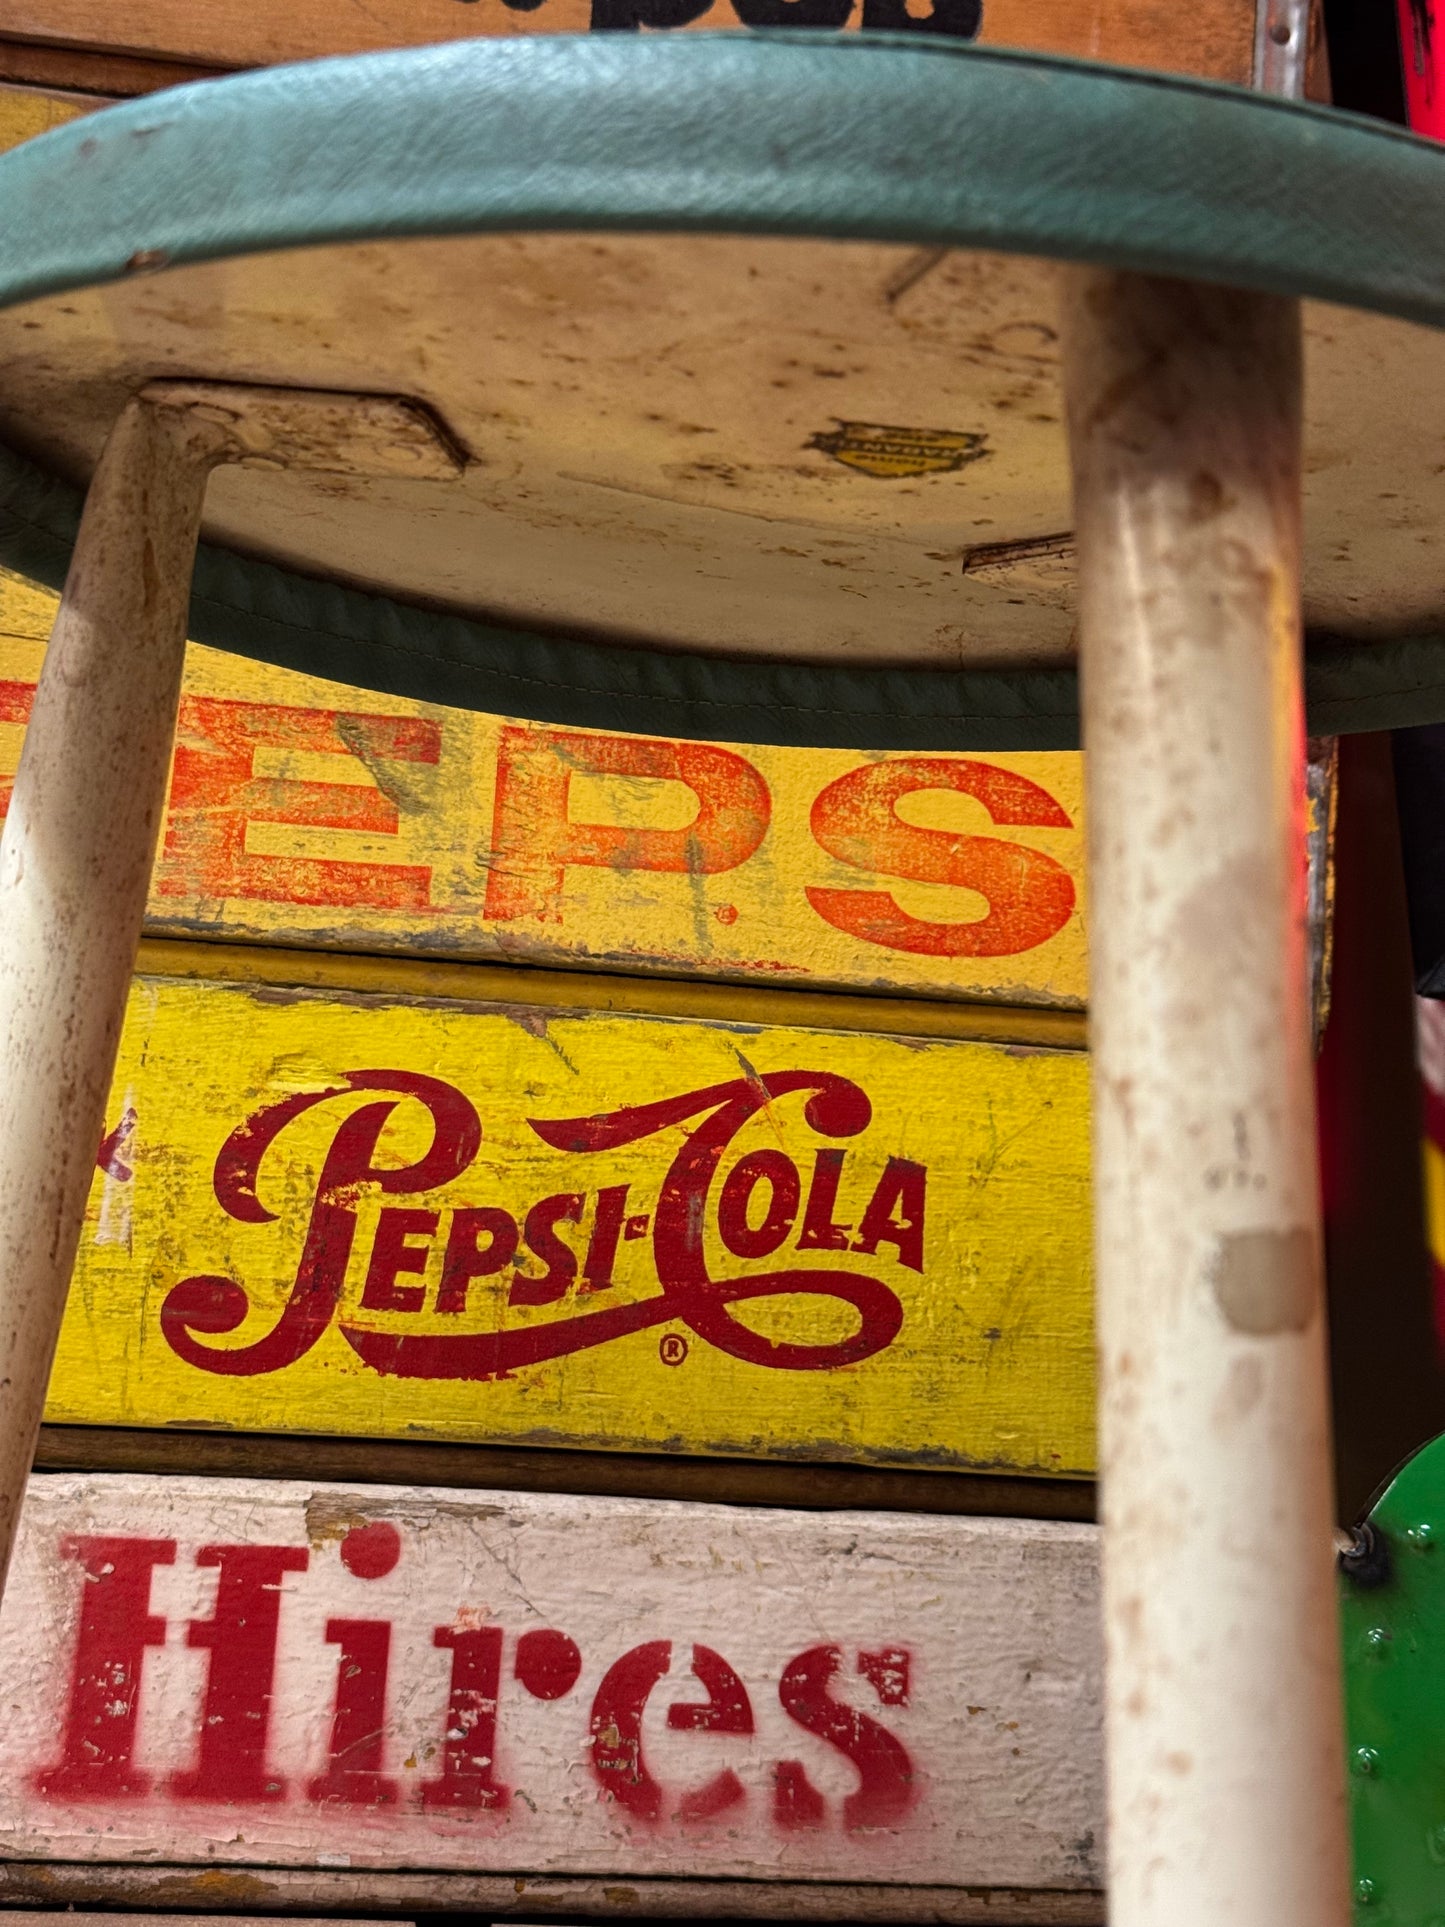 EPS
PEPSI-COLA
®
Hires